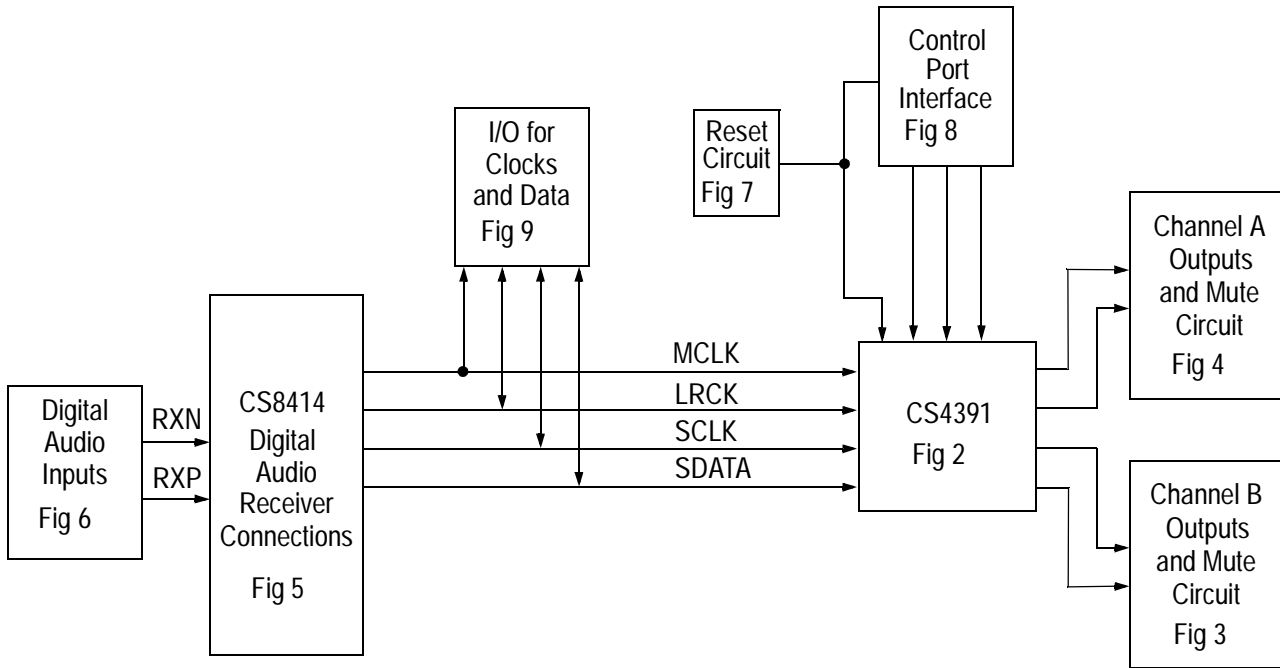 Control
Port
Interface
Fig 8
I/O for
Clocks
and Data
Fig 9
Reset
Circuit
Fig 7
Channel A
Outputs
and Mute
Circuit
Fig 4
MCLK
LRCK
SCLK
SDATA
Digital
Audio
Inputs
Fig 6
RXN
RXP
CS8414
Digital
Audio
Receiver
Connections
Fig 5
CS4391
Fig 2
Channel B
Outputs
and Mute
Circuit
Fig 3